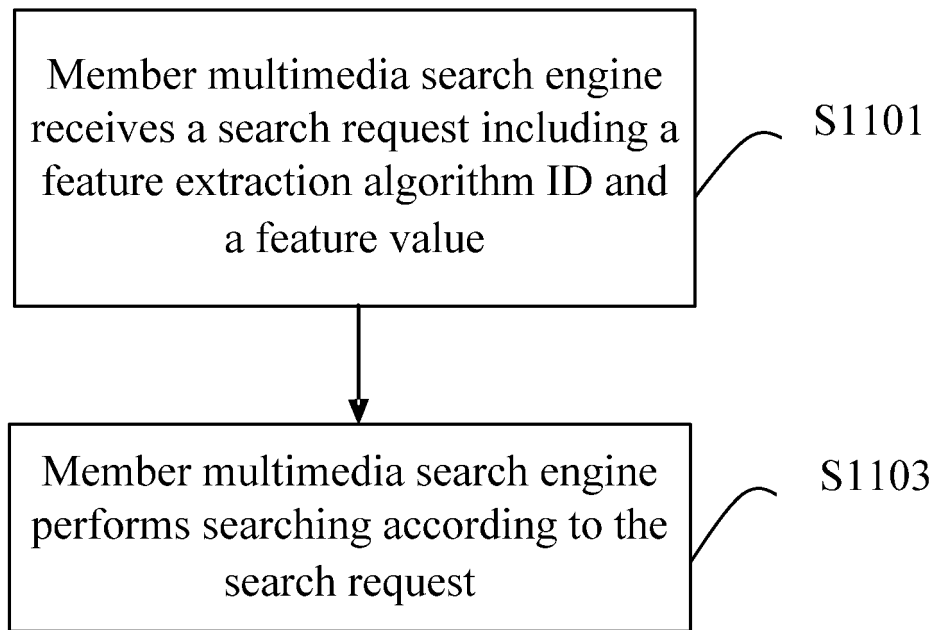 Member multimedia search engine
receives a search request including a
feature extraction algorithm ID and
a feature value
S1101
Member multimedia search engine
performs searching according to the
search request
S1103